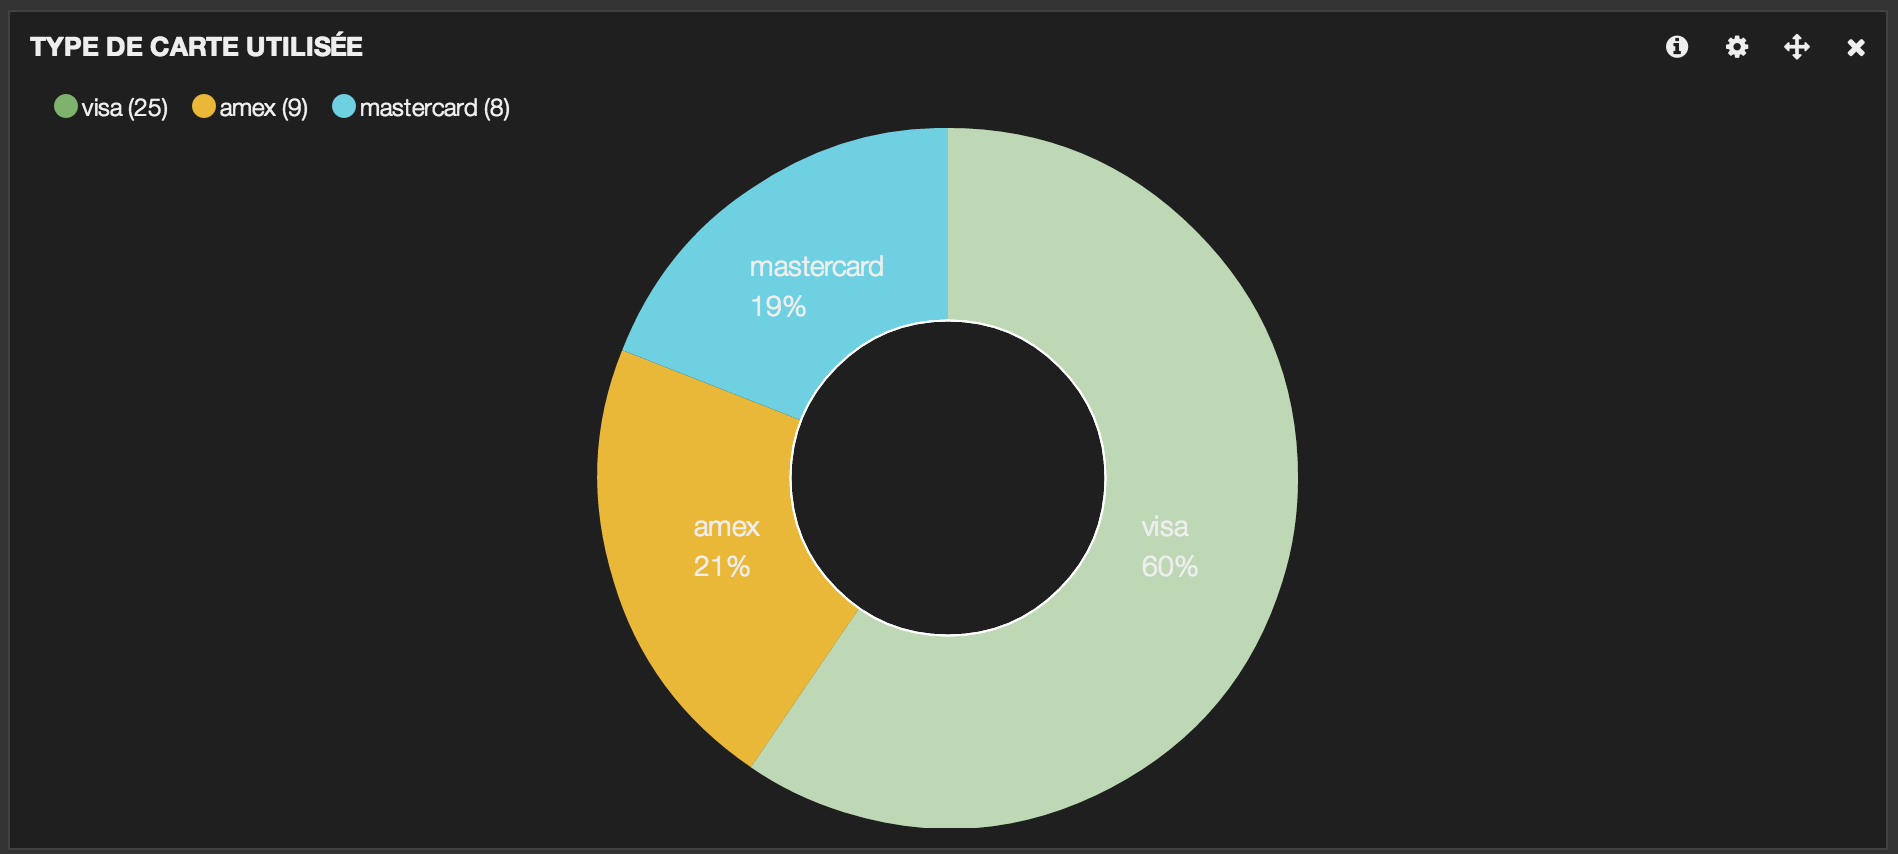 TYPE DE CARTE UTILISÉE
visa (25) amex (9) mastercard (8)
mastercard
19%
amex
21%
visa
60%